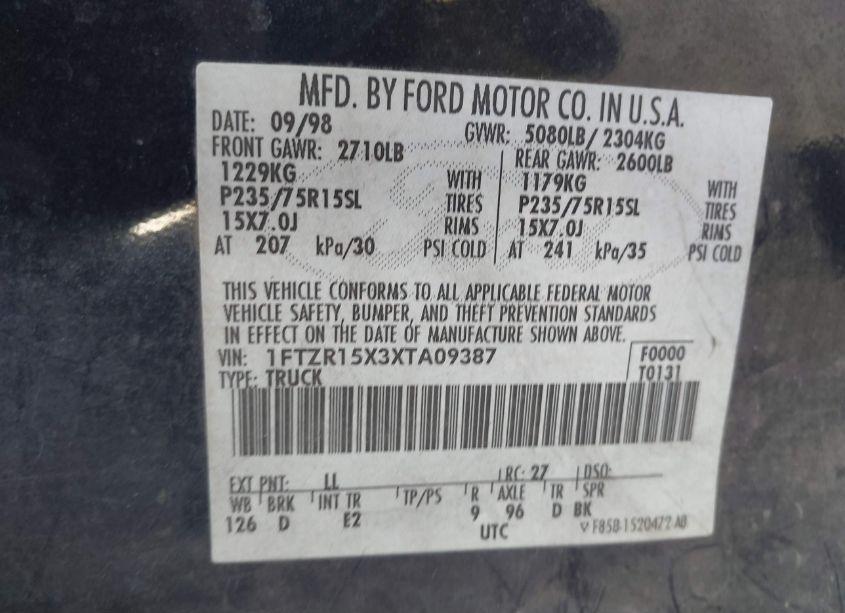 MFD. BY FORD MOTOR CO. IN U.S.A.
DATE: 09/98 GVWR: 5080LB/ 2304KG
FRONT GAWR: 2710LB REAR GAWR: 2600LB
1229KG WITH 1179KG WITH
P235/75R15SL TIRES P235/75R15SL TIRES
15X7.0J RIMS 15X7.0J RIMS
AT 207 kPa/30 PSI COLD AT 241 kPa/35 PSI COLD
THIS VEHICLE CONFORMS TO ALL APPLICABLE FEDERAL MOTOR
VEHICLE SAFETY, BUMPER, AND THEFT PREVENTION STANDARDS
IN EFFECT ON THE DATE OF MANUFACTURE SHOWN ABOVE.
VIN: 1FTZR15X3XTA09387 F0000
TYPE: TRUCK T0131
EXT PNT: LL RC: 27 DSO:
WB BRK INT TR TP/PS R AXLE TR SPR
126 D E2 9 96 D BK
UTC F85B-1520472 AB